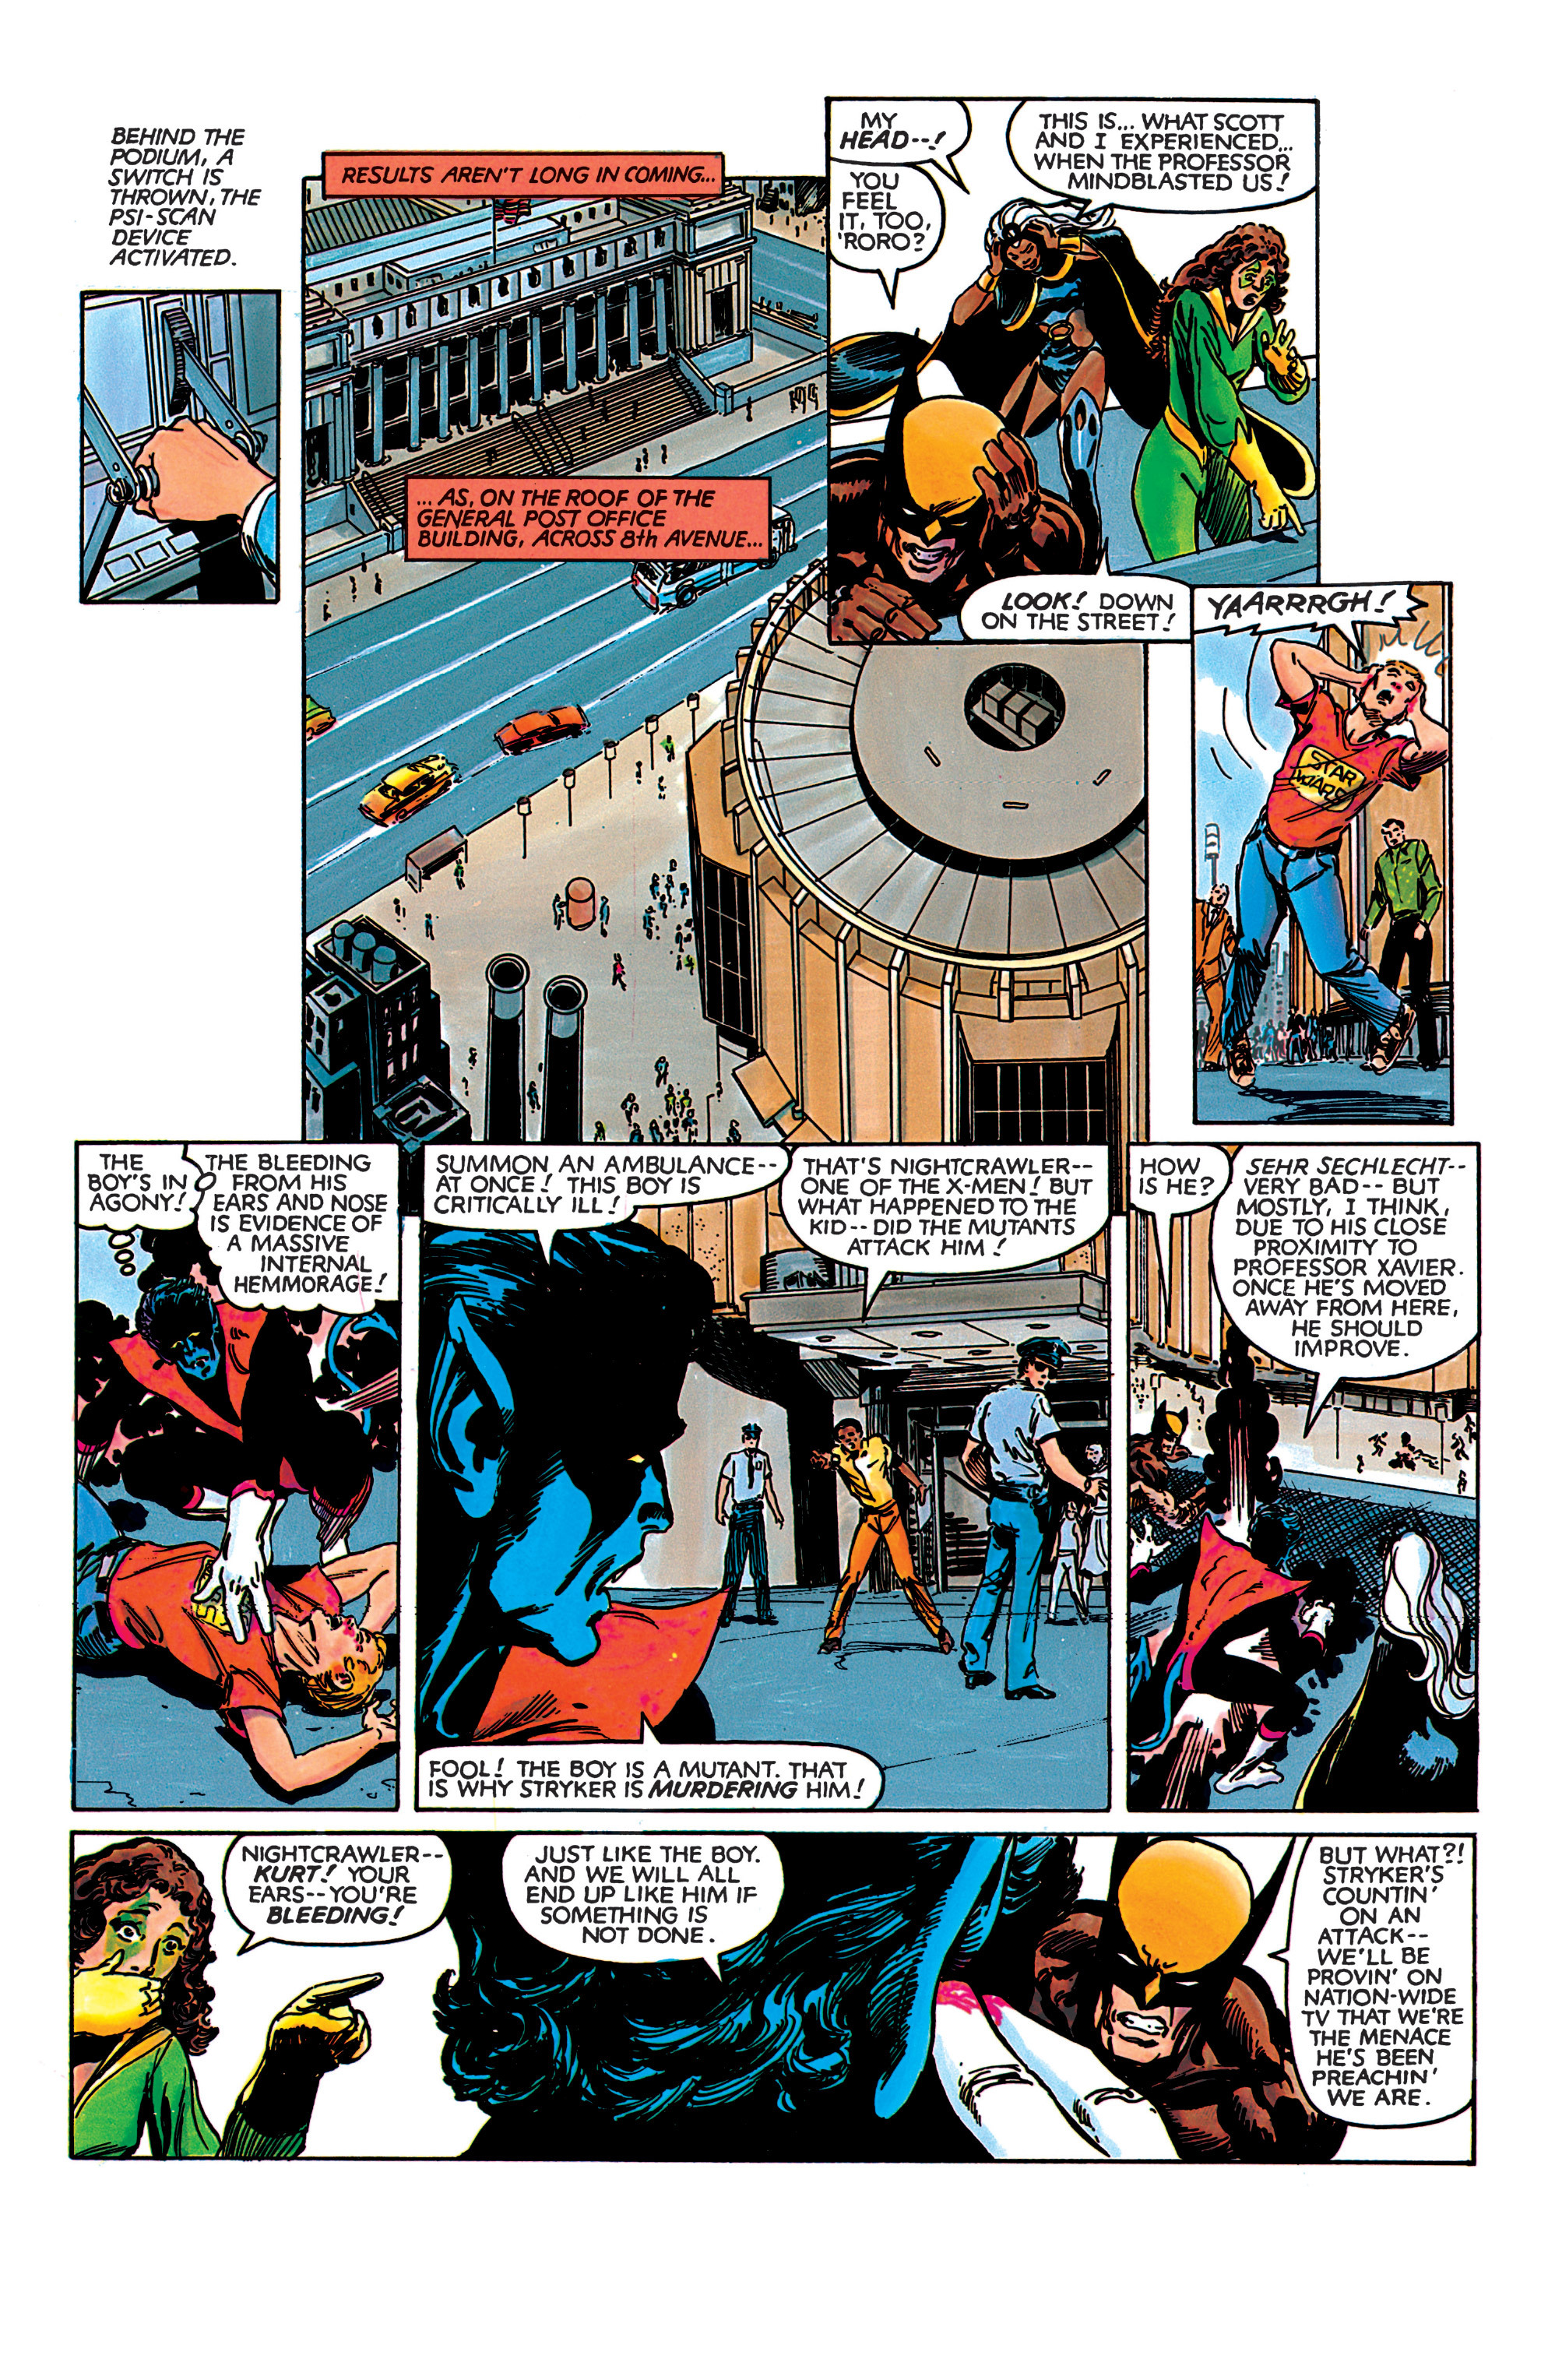 BEHIND THE
PODIUM, A
SWITCH IS
THROWN, THE
PSI-SCAN
DEVICE
ACTIVATED.
RESULTS AREN'T LONG IN COMING...
...AS, ON THE ROOF OF THE
GENERAL POST OFFICE
BUILDING, ACROSS 8th AVENUE...
MY
HEAD--!
YOU
FEEL
IT, TOO,
'RORO?
THIS IS... WHAT SCOTT
AND I EXPERIENCED...
WHEN THE PROFESSOR
MINDBLASTED US!
LOOK! DOWN
ON THE STREET!
YAARRRGH!
STAR
WARS
THE
BOY'S IN
AGONY!
THE BLEEDING
FROM HIS
EARS AND NOSE
IS EVIDENCE OF
A MASSIVE
INTERNAL
HEMMORAGE!
SUMMON AN AMBULANCE--
AT ONCE! THIS BOY IS
CRITICALLY ILL!
THAT'S NIGHTCRAWLER--
ONE OF THE X-MEN! BUT
WHAT HAPPENED TO THE
KID-- DID THE MUTANTS
ATTACK HIM!
FOOL! THE BOY IS A MUTANT. THAT
IS WHY STRYKER IS MURDERING HIM!
HOW
IS HE?
SEHR SECHLECHT--
VERY BAD-- BUT
MOSTLY, I THINK,
DUE TO HIS CLOSE
PROXIMITY TO
PROFESSOR XAVIER.
ONCE HE'S MOVED
AWAY FROM HERE,
HE SHOULD
IMPROVE.
NIGHTCRAWLER--
KURT! YOUR
EARS--YOU'RE
BLEEDING!
JUST LIKE THE BOY.
AND WE WILL ALL
END UP LIKE HIM IF
SOMETHING IS
NOT DONE.
BUT WHAT?!
STRYKER'S
COUNTIN'
ON AN
ATTACK--
WE'LL BE
PROVIN' ON
NATION-WIDE
TV THAT WE'RE
THE MENACE
HE'S BEEN
PREACHIN'
WE ARE.